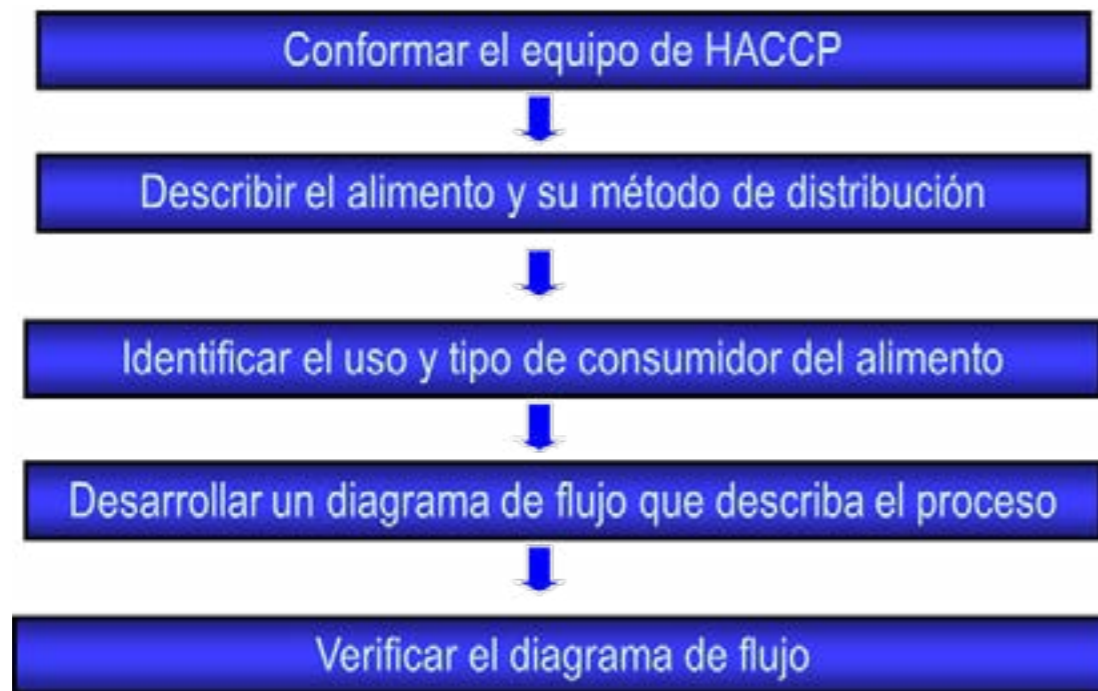 Conformar el equipo de HACCP
Describir el alimento y su método de distribución
Identificar el uso y tipo de consumidor del alimento
Desarrollar un diagrama de flujo que describa el proceso
Verificar el diagrama de flujo